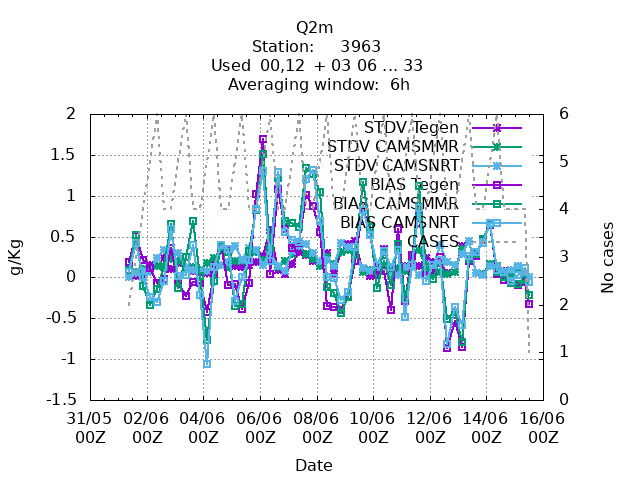 Q2m
Station: 3963
Used 00,12 + 03 06 ... 33
Averaging window: 6h
2
1.5
1
0.5
0
-0.5
-1
-1.5
g/Kg
6
5
4
3
2
1
0
No cases
STDV Tegen
STDV CAMSMMR
STDV CAMSNRT
BIAS Tegen
BIAS CAMSMMR
BIAS CAMSNRT
CASES
31/05 02/06 04/06 06/06 08/06 10/06 12/06 14/06 16/06
00Z 00Z 00Z 00Z 00Z 00Z 00Z 00Z 00Z
Date